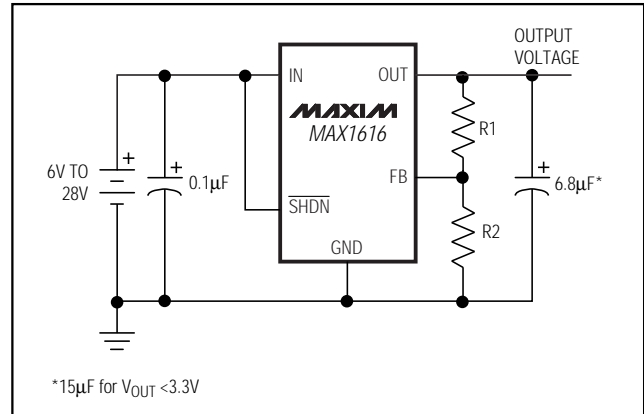 OUTPUT
VOLTAGE
IN
OUT
MAXIM
MAX1616
R1
6V TO
28V
+
0.1µF
+
FB
+
6.8µF*
SHDN
R2
GND
*15µF for VOUT <3.3V